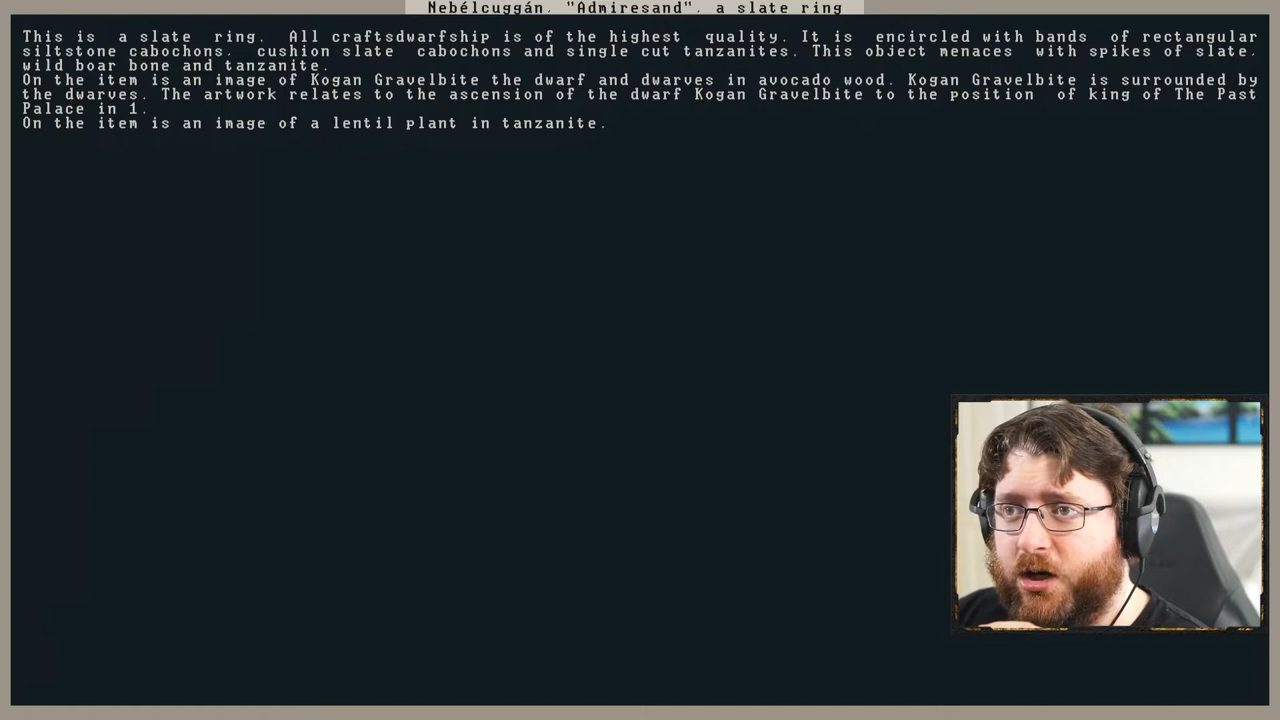 Nebélcuggán, "Admiresand", a slate ring
This is a slate ring. All craftsdwarfship is of the highest quality. It is encircled with bands of rectangular
siltstone cabochons, cushion slate cabochons and single cut tanzanites. This object menaces with spikes of slate,
wild boar bone and tanzanite.
On the item is an image of Kogan Gravelbite the dwarf and dwarves in avocado wood. Kogan Gravelbite is surrounded by
the dwarves. The artwork relates to the ascension of the dwarf Kogan Gravelbite to the position of king of The Past
Palace in 1.
On the item is an image of a lentil plant in tanzanite.